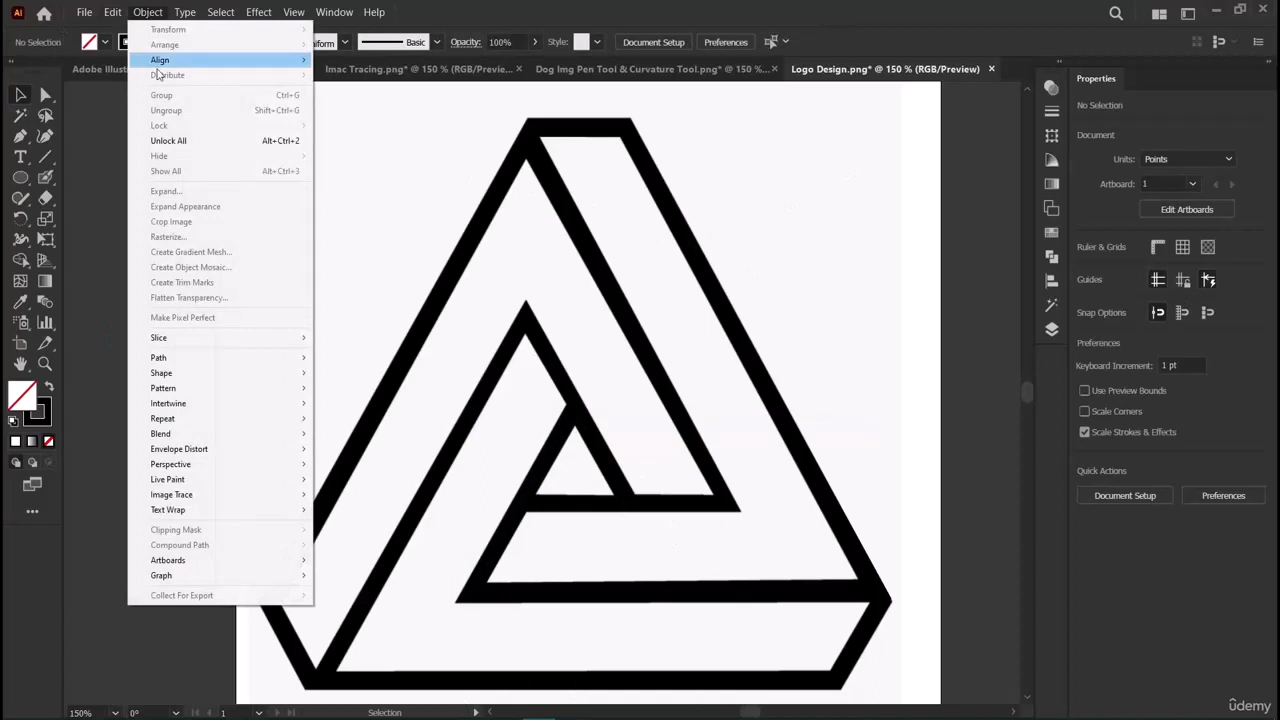 Ai File Edit Object Type Select Effect View Window Help
No Selection
Basic Opacity: 100% Style: Document Setup Preferences
Imac Tracing.png* @ 150 % (RGB/Previe... × Dog Img Pen Tool & Curvature Tool.png* @ 150 %... × Logo Design.png* @ 150 % (RGB/Preview) ×
Transform
Arrange
Align
Distribute
Group Ctrl+G
Ungroup Shift+Ctrl+G
Lock
Unlock All Alt+Ctrl+2
Hide
Show All Alt+Ctrl+3
Expand...
Expand Appearance
Crop Image
Rasterize...
Create Gradient Mesh...
Create Object Mosaic...
Create Trim Marks
Flatten Transparency...
Make Pixel Perfect
Slice
Path
Shape
Pattern
Intertwine
Repeat
Blend
Envelope Distort
Perspective
Live Paint
Image Trace
Text Wrap
Clipping Mask
Compound Path
Artboards
Graph
Collect For Export
Properties
No Selection
Document
Units: Points
Artboard: 1
Edit Artboards
Ruler & Grids
Guides
Snap Options
Preferences
Keyboard Increment: 1 pt
Use Preview Bounds
Scale Corners
Scale Strokes & Effects
Quick Actions
Document Setup Preferences
150% 0° 1 Selection
ûdemy